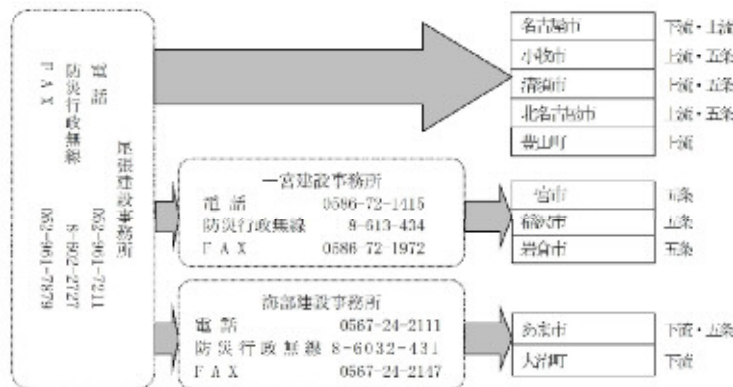 尾張建設事務所
電話 052-961-7211
防災行政無線 8-602-2727
FAX 052-961-7879
名古屋市 下流・上流
小牧市 上流・五条
清須市 上流・五条
北名古屋市 上流・五条
豊山町 上流
一宮建設事務所
電話 0586-72-1415
防災行政無線 8-613-434
FAX 0586-72-1972
一宮市 五条
稲沢市 五条
岩倉市 五条
海部建設事務所
電話 0567-24-2111
防災行政無線 8-6032-431
FAX 0567-24-2147
あま市 下流・五条
大治町 下流